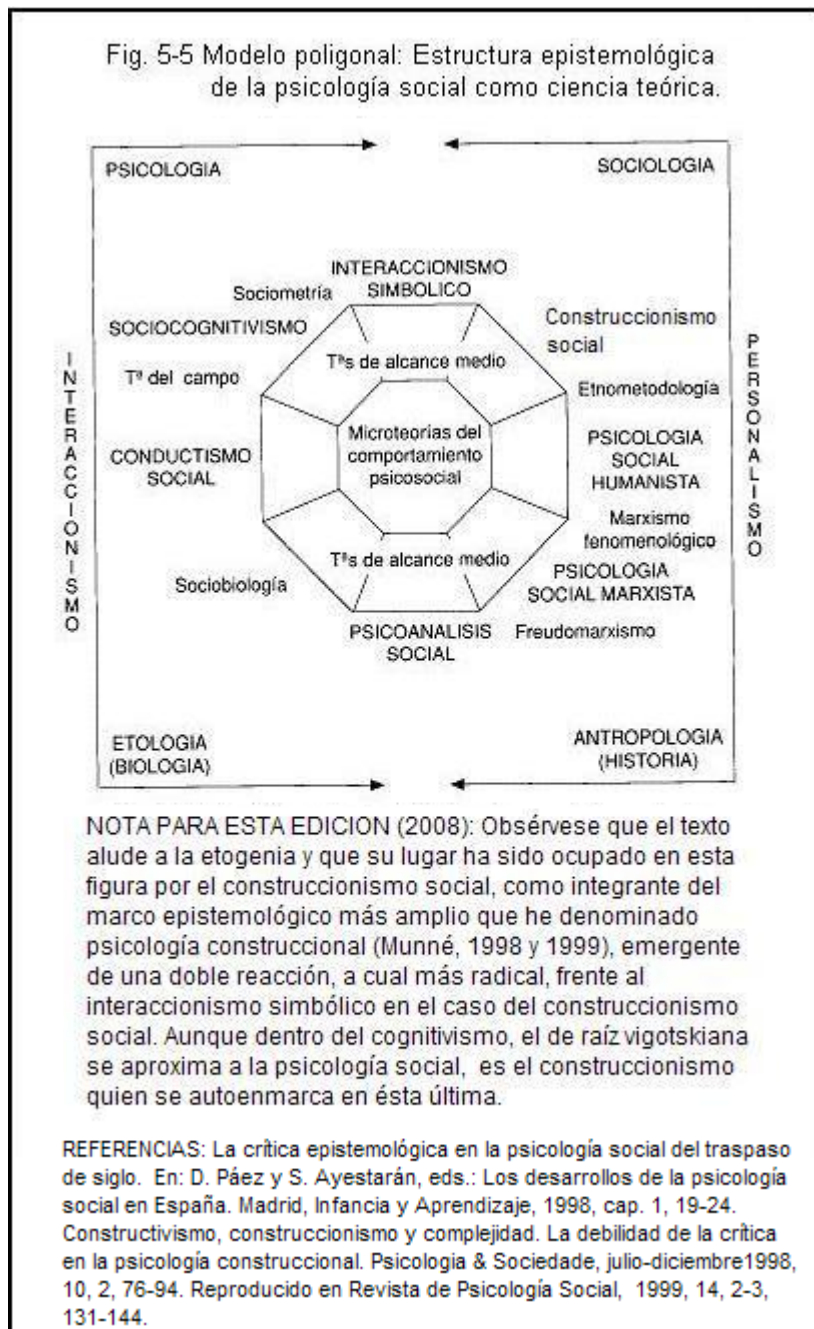 Fig. 5-5 Modelo poligonal: Estructura epistemológica
de la psicología social como ciencia teórica.
PSICOLOGIA
SOCIOLOGIA
INTERACCIONISMO
SIMBOLICO
Sociometría
SOCIOCOGNITIVISMO
Construccionismo
social
Tª del campo
Tªs de alcance medio
Etnometodología
INTERACCIONISMO
PERSONALISMO
CONDUCTISMO
SOCIAL
Microteorías del
comportamiento
psicosocial
PSICOLOGIA
SOCIAL
HUMANISTA
Marxismo
fenomenológico
Sociobiología
Tªs de alcance medio
PSICOLOGIA
SOCIAL MARXISTA
PSICOANALISIS
SOCIAL
Freudomarxismo
ETOLOGIA
(BIOLOGIA)
ANTROPOLOGIA
(HISTORIA)
NOTA PARA ESTA EDICION (2008): Obsérvese que el texto
alude a la etogenia y que su lugar ha sido ocupado en esta
figura por el construccionismo social, como integrante del
marco epistemológico más amplio que he denominado
psicología construccional (Munné, 1998 y 1999), emergente
de una doble reacción, a cual más radical, frente al
interaccionismo simbólico en el caso del construccionismo
social. Aunque dentro del cognitivismo, el de raíz vigotskiana
se aproxima a la psicología social, es el construccionismo
quien se autoenmarca en ésta última.
REFERENCIAS: La crítica epistemológica en la psicología social del traspaso
de siglo. En: D. Páez y S. Ayestarán, eds.: Los desarrollos de la psicología
social en España. Madrid, Infancia y Aprendizaje, 1998, cap. 1, 19-24.
Constructivismo, construccionismo y complejidad. La debilidad de la crítica
en la psicología construccional. Psicologia & Sociedade, julio-diciembre1998,
10, 2, 76-94. Reproducido en Revista de Psicología Social, 1999, 14, 2-3,
131-144.